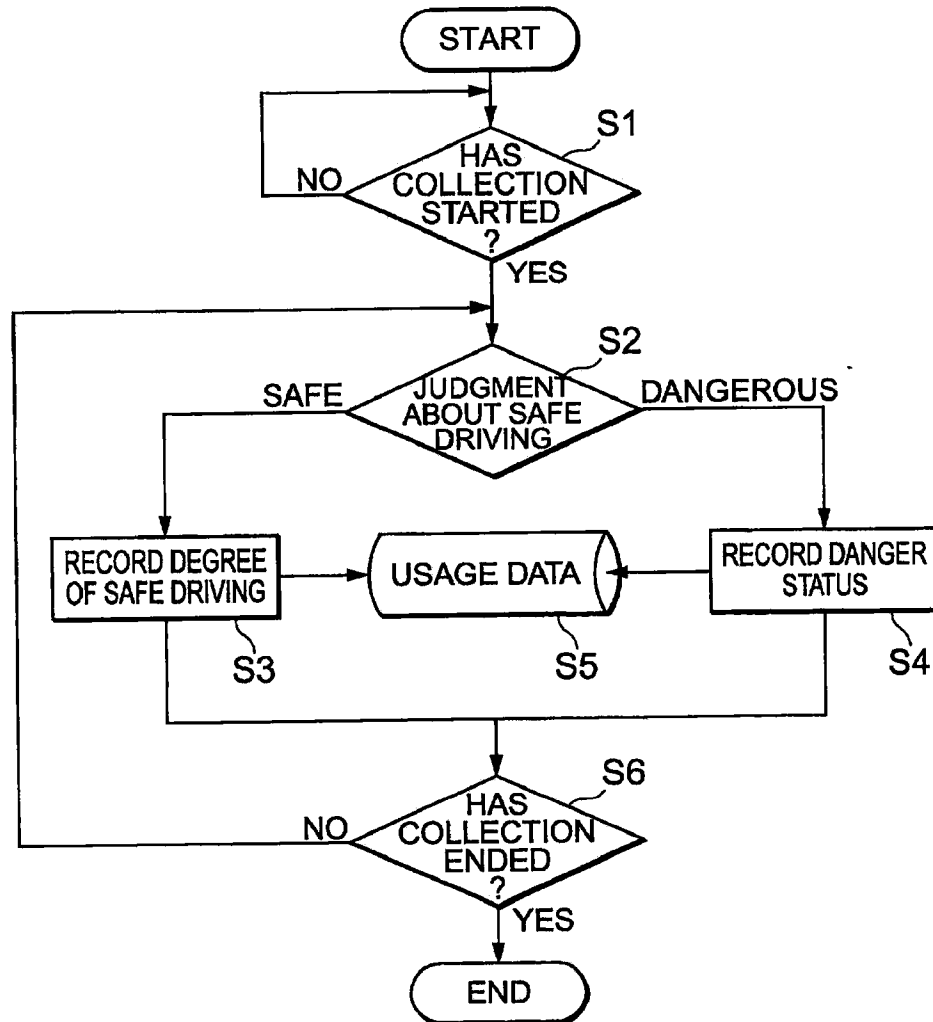 START
S1
HAS
COLLECTION
STARTED
?
NO
YES
S2
JUDGMENT
ABOUT SAFE
DRIVING
SAFE
DANGEROUS
RECORD DEGREE
OF SAFE DRIVING
S3
USAGE DATA
S5
RECORD DANGER
STATUS
S4
S6
HAS
COLLECTION
ENDED
?
NO
YES
END